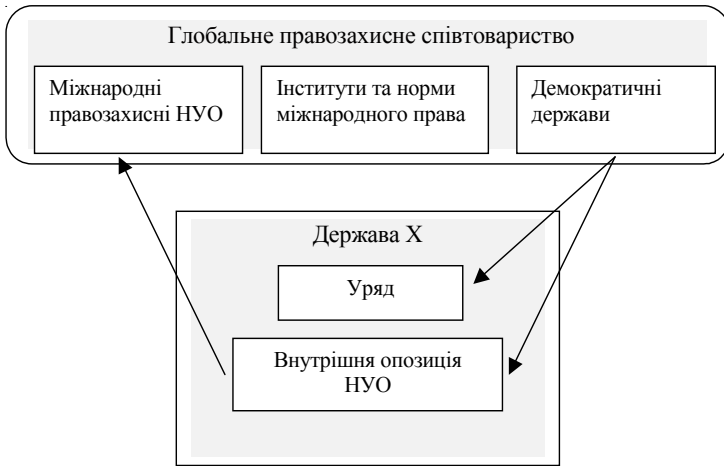 Глобальне правозахисне співтовариство
Міжнародні
правозахисні НУО
Інститути та норми
міжнародного права
Демократичні
держави
Держава X
Уряд
Внутрішня опозиція
НУО